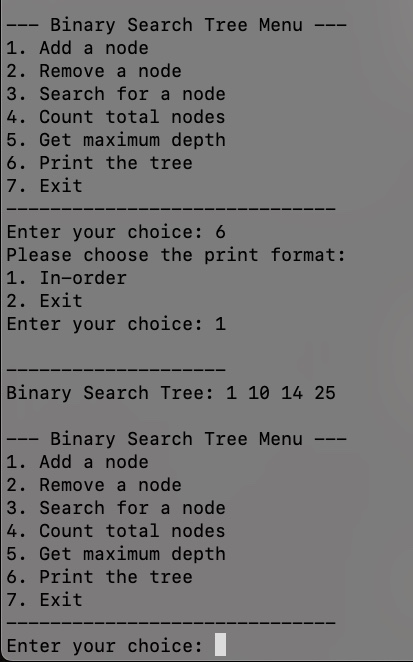 --- Binary Search Tree Menu ---
1. Add a node
2. Remove a node
3. Search for a node
4. Count total nodes
5. Get maximum depth
6. Print the tree
7. Exit
------------------------------
Enter your choice: 6
Please choose the print format:
1. In-order
2. Exit
Enter your choice: 1
--------------------
Binary Search Tree: 1 10 14 25
--- Binary Search Tree Menu ---
1. Add a node
2. Remove a node
3. Search for a node
4. Count total nodes
5. Get maximum depth
6. Print the tree
7. Exit
------------------------------
Enter your choice: